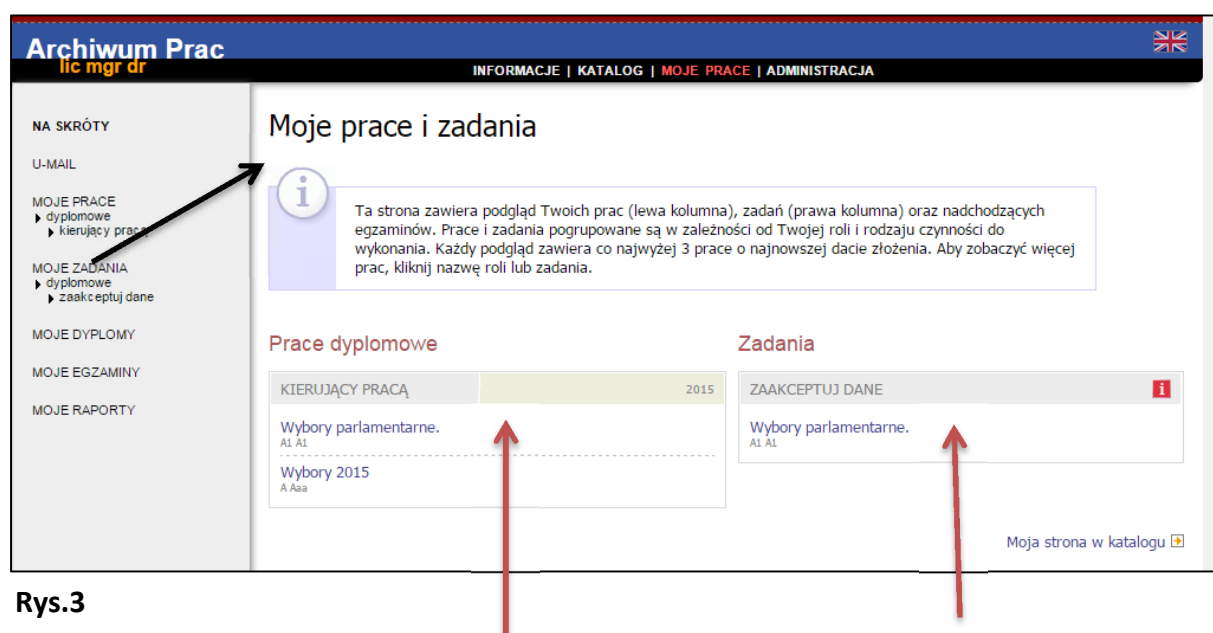 Archiwum Prac
lic mgr dr
INFORMACJE | KATALOG | MOJE PRACE | ADMINISTRACJA
NA SKRÓTY
U-MAIL
MOJE PRACE
dyplomowe
kierujący pracą
MOJE ZADANIA
dyplomowe
zaakceptuj dane
MOJE DYPLOMY
MOJE EGZAMINY
MOJE RAPORTY
Moje prace i zadania
i
Ta strona zawiera podgląd Twoich prac (lewa kolumna), zadań (prawa kolumna) oraz nadchodzących
egzaminów. Prace i zadania pogrupowane są w zależności od Twojej roli i rodzaju czynności do
wykonania. Każdy podgląd zawiera co najwyżej 3 prace o najnowszej dacie złożenia. Aby zobaczyć więcej
prac, kliknij nazwę roli lub zadania.
Prace dyplomowe
KIERUJĄCY PRACĄ 2015
Wybory parlamentarne.
A1 A1
Wybory 2015
A Aaa
Zadania
ZAAKCEPTUJ DANE i
Wybory parlamentarne.
A1 A1
Moja strona w katalogu
Rys.3